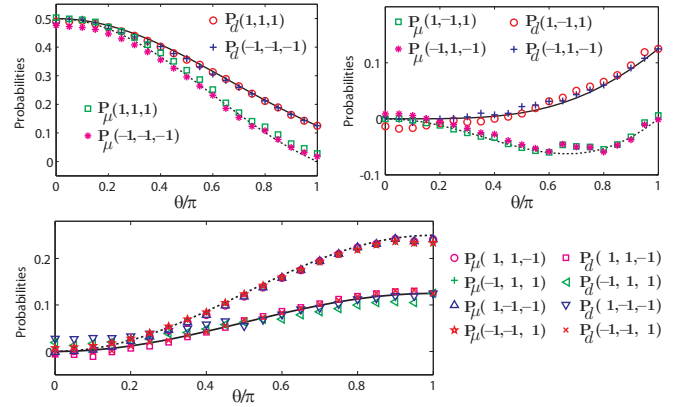 Probabilities
0.5
0.4
0.3
0.2
0.1
0
P_d(1,1,1)
P_d(-1,-1,-1)
P_μ(1,1,1)
P_μ(-1,-1,-1)
0 0.2 0.4 0.6 0.8 1
θ/π
Probabilities
0.1
0
-0.1
P_μ(1,-1,1) P_d(1,-1,1)
P_μ(-1,1,-1) P_d(-1,1,-1)
0 0.2 0.4 0.6 0.8 1
θ/π
Probabilities
0.2
0.1
0
0 0.2 0.4 0.6 0.8 1
θ/π
P_μ( 1, 1,-1) P_d( 1, 1,-1)
P_μ(-1, 1, 1) P_d(-1, 1, 1)
P_μ( 1,-1,-1) P_d( 1,-1,-1)
P_μ(-1,-1, 1) P_d(-1,-1, 1)